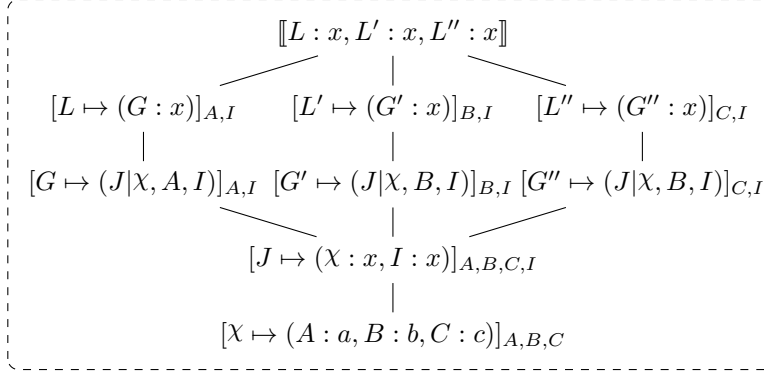 ⟦L : x, L′ : x, L″ : x⟧
[L ↦ (G : x)]_{A,I} [L′ ↦ (G′ : x)]_{B,I} [L″ ↦ (G″ : x)]_{C,I}
[G ↦ (J|χ, A, I)]_{A,I} [G′ ↦ (J|χ, B, I)]_{B,I} [G″ ↦ (J|χ, B, I)]_{C,I}
[J ↦ (χ : x, I : x)]_{A,B,C,I}
[χ ↦ (A : a, B : b, C : c)]_{A,B,C}